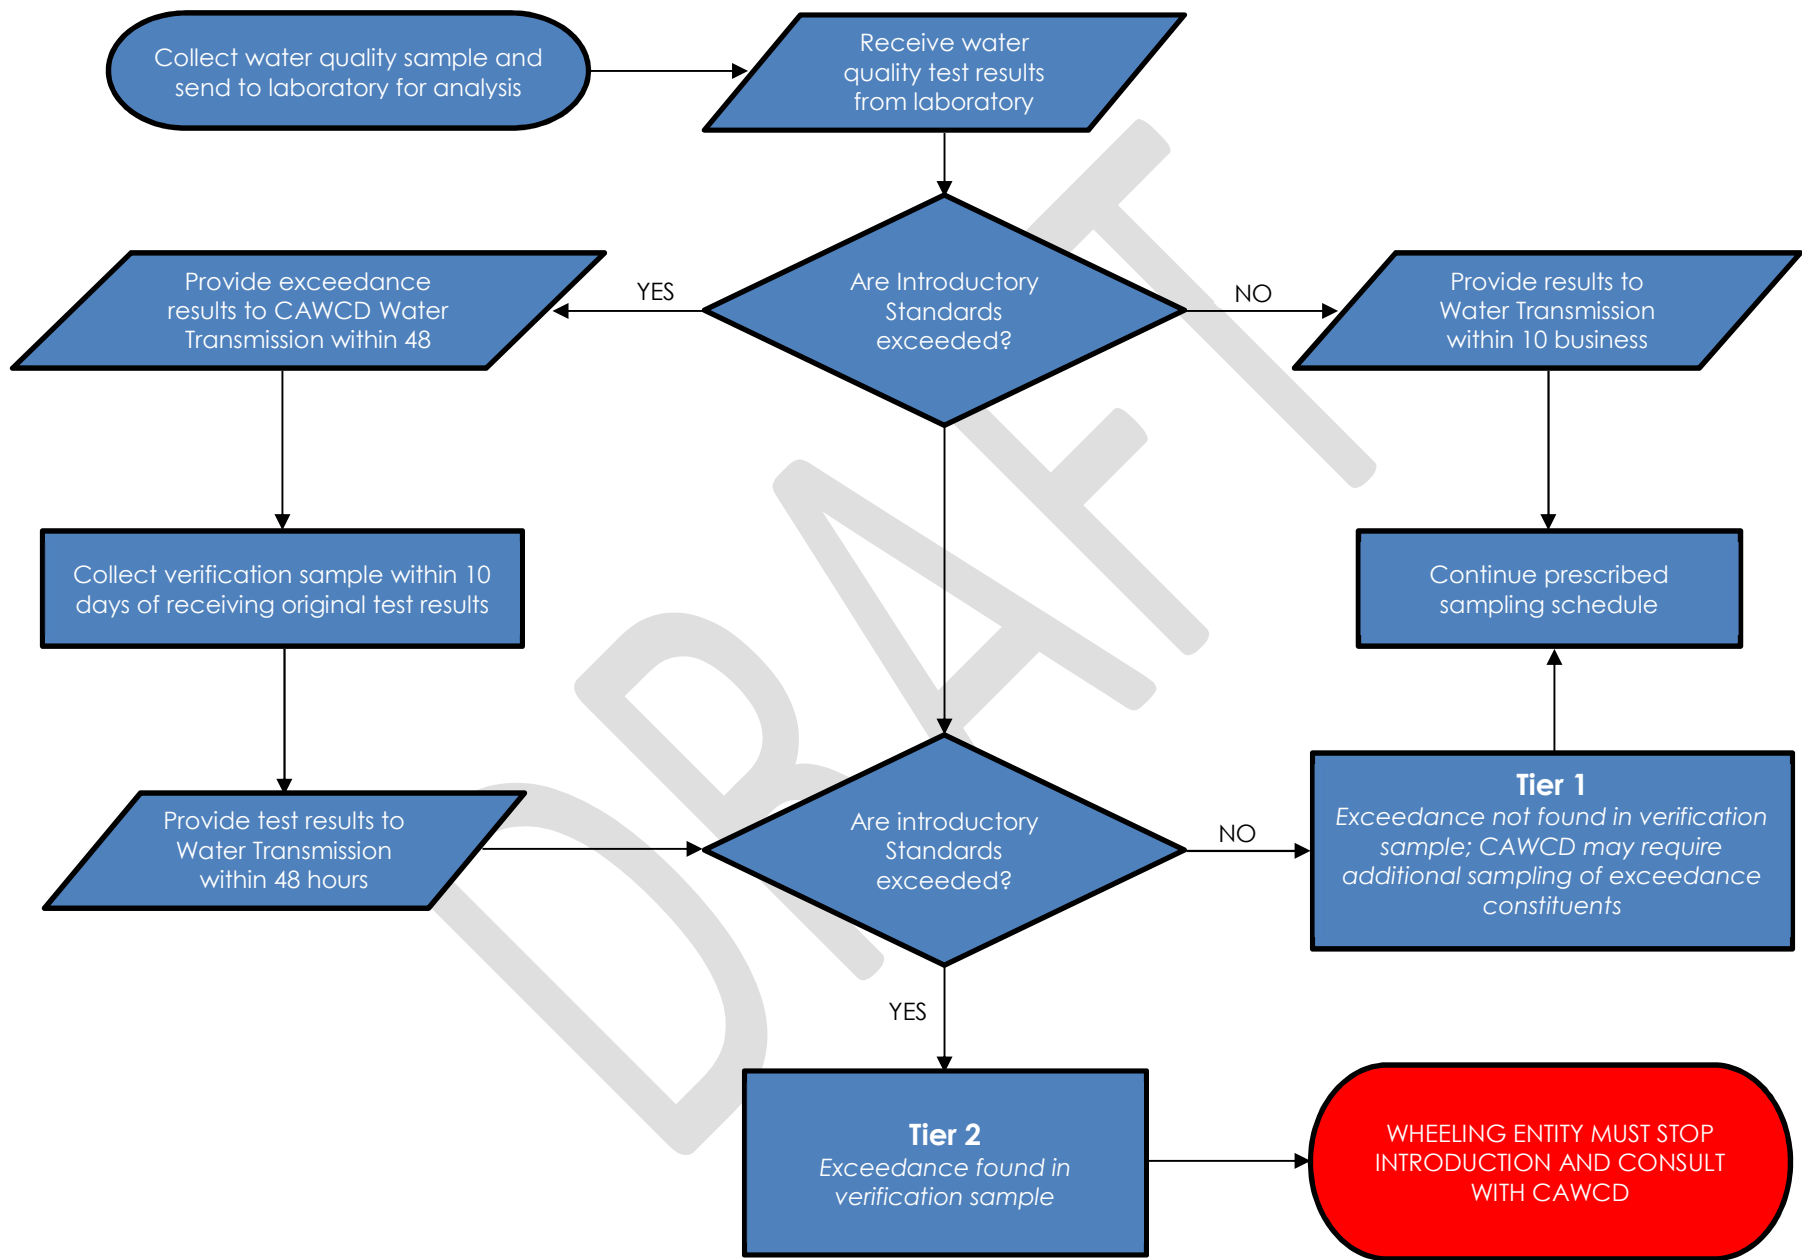 Collect water quality sample and
send to laboratory for analysis
Receive water
quality test results
from laboratory
Provide exceedance
results to CAWCD Water
Transmission within 48
YES
Are Introductory
Standards
exceeded?
NO
Provide results to
Water Transmission
within 10 business
Collect verification sample within 10
days of receiving original test results
Continue prescribed
sampling schedule
Provide test results to
Water Transmission
within 48 hours
Are introductory
Standards
exceeded?
NO
Tier 1
Exceedance not found in verification
sample; CAWCD may require
additional sampling of exceedance
constituents
YES
Tier 2
Exceedance found in
verification sample
WHEELING ENTITY MUST STOP
INTRODUCTION AND CONSULT
WITH CAWCD
DRAFT